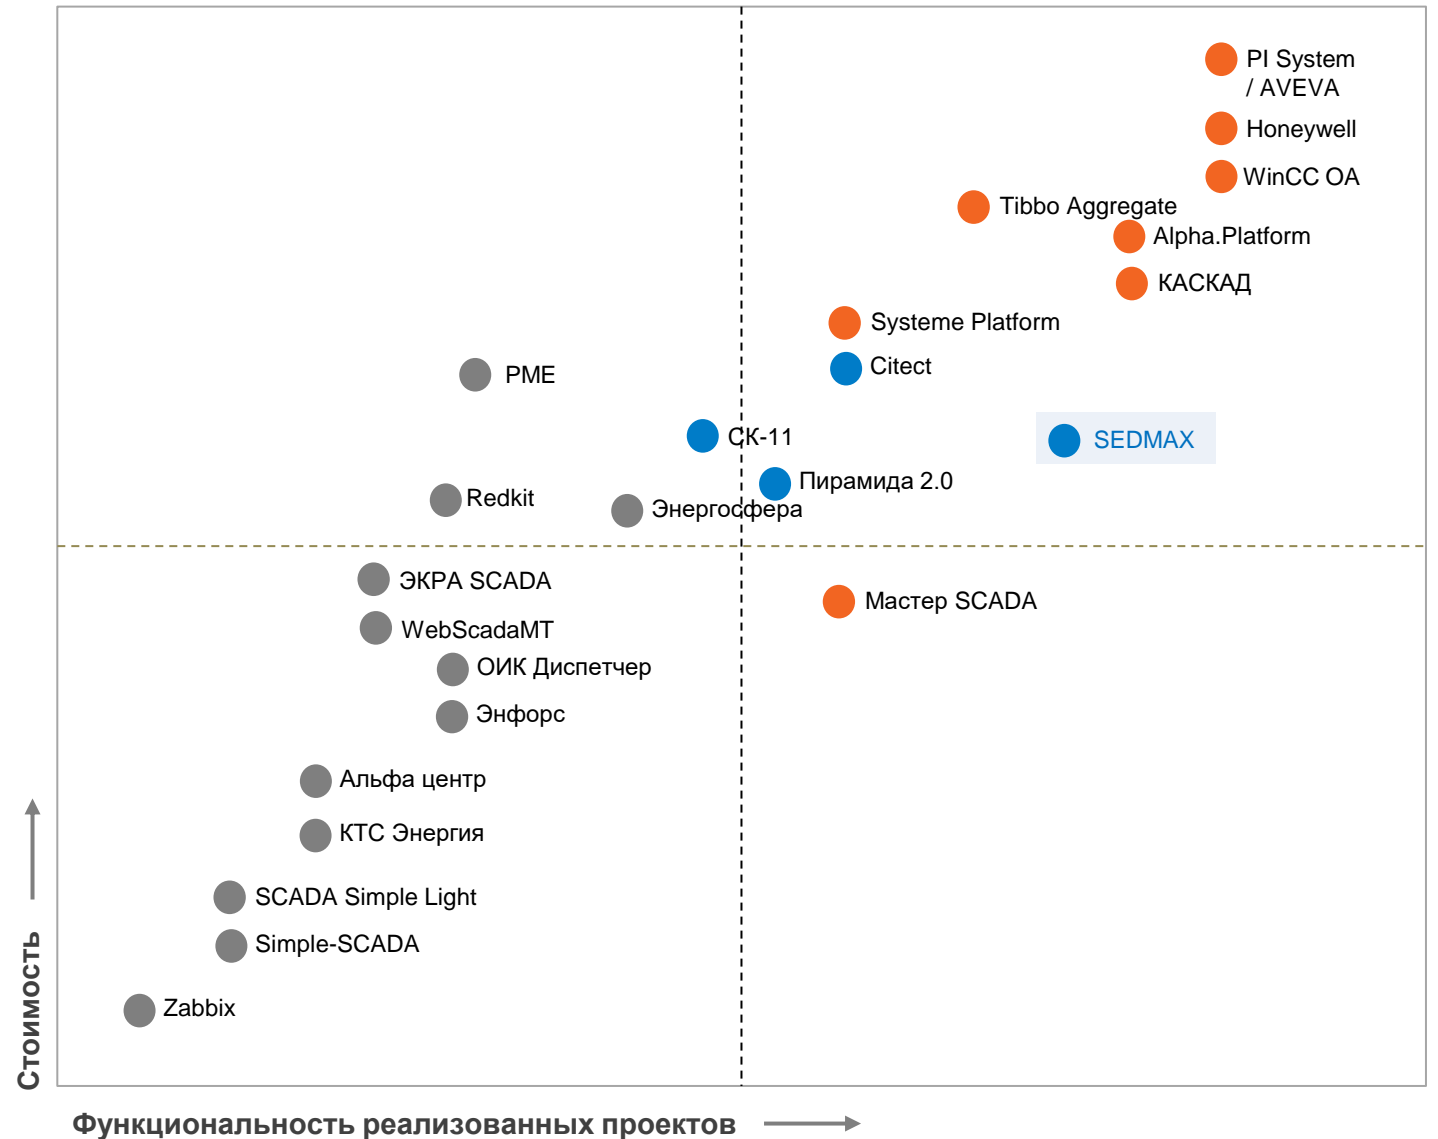 PI System
/ AVEVA
Honeywell
WinCC OA
Tibbo Aggregate
Alpha.Platform
КАСКАД
Systeme Platform
Citect
PME
СК-11
SEDMAX
Пирамида 2.0
Redkit
Энергосфера
ЭКРА SCADA
Мастер SCADA
WebScadaMT
ОИК Диспетчер
Энфорс
Альфа центр
КТС Энергия
SCADA Simple Light
Simple-SCADA
Zabbix
Стоимость
Функциональность реализованных проектов